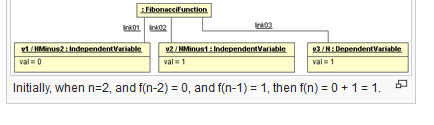 : FibonacciFunction
link01 link02 link03
v1 / NMinus2 : IndependentVariable v2 / NMinus1 : IndependentVariable v3 / N : DependentVariable
val = 0 val = 1 val = 1
Initially, when n=2, and f(n-2) = 0, and f(n-1) = 1, then f(n) = 0 + 1 = 1.